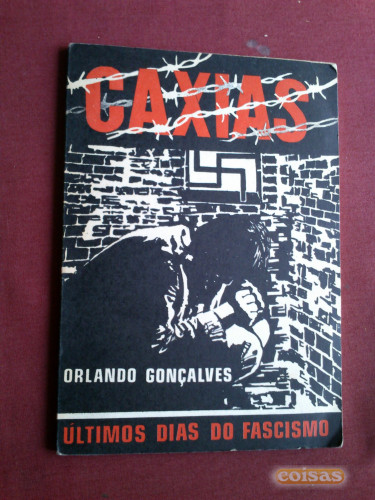 CAXIAS
ORLANDO GONÇALVES
ÚLTIMOS DIAS DO FASCISMO
coisas